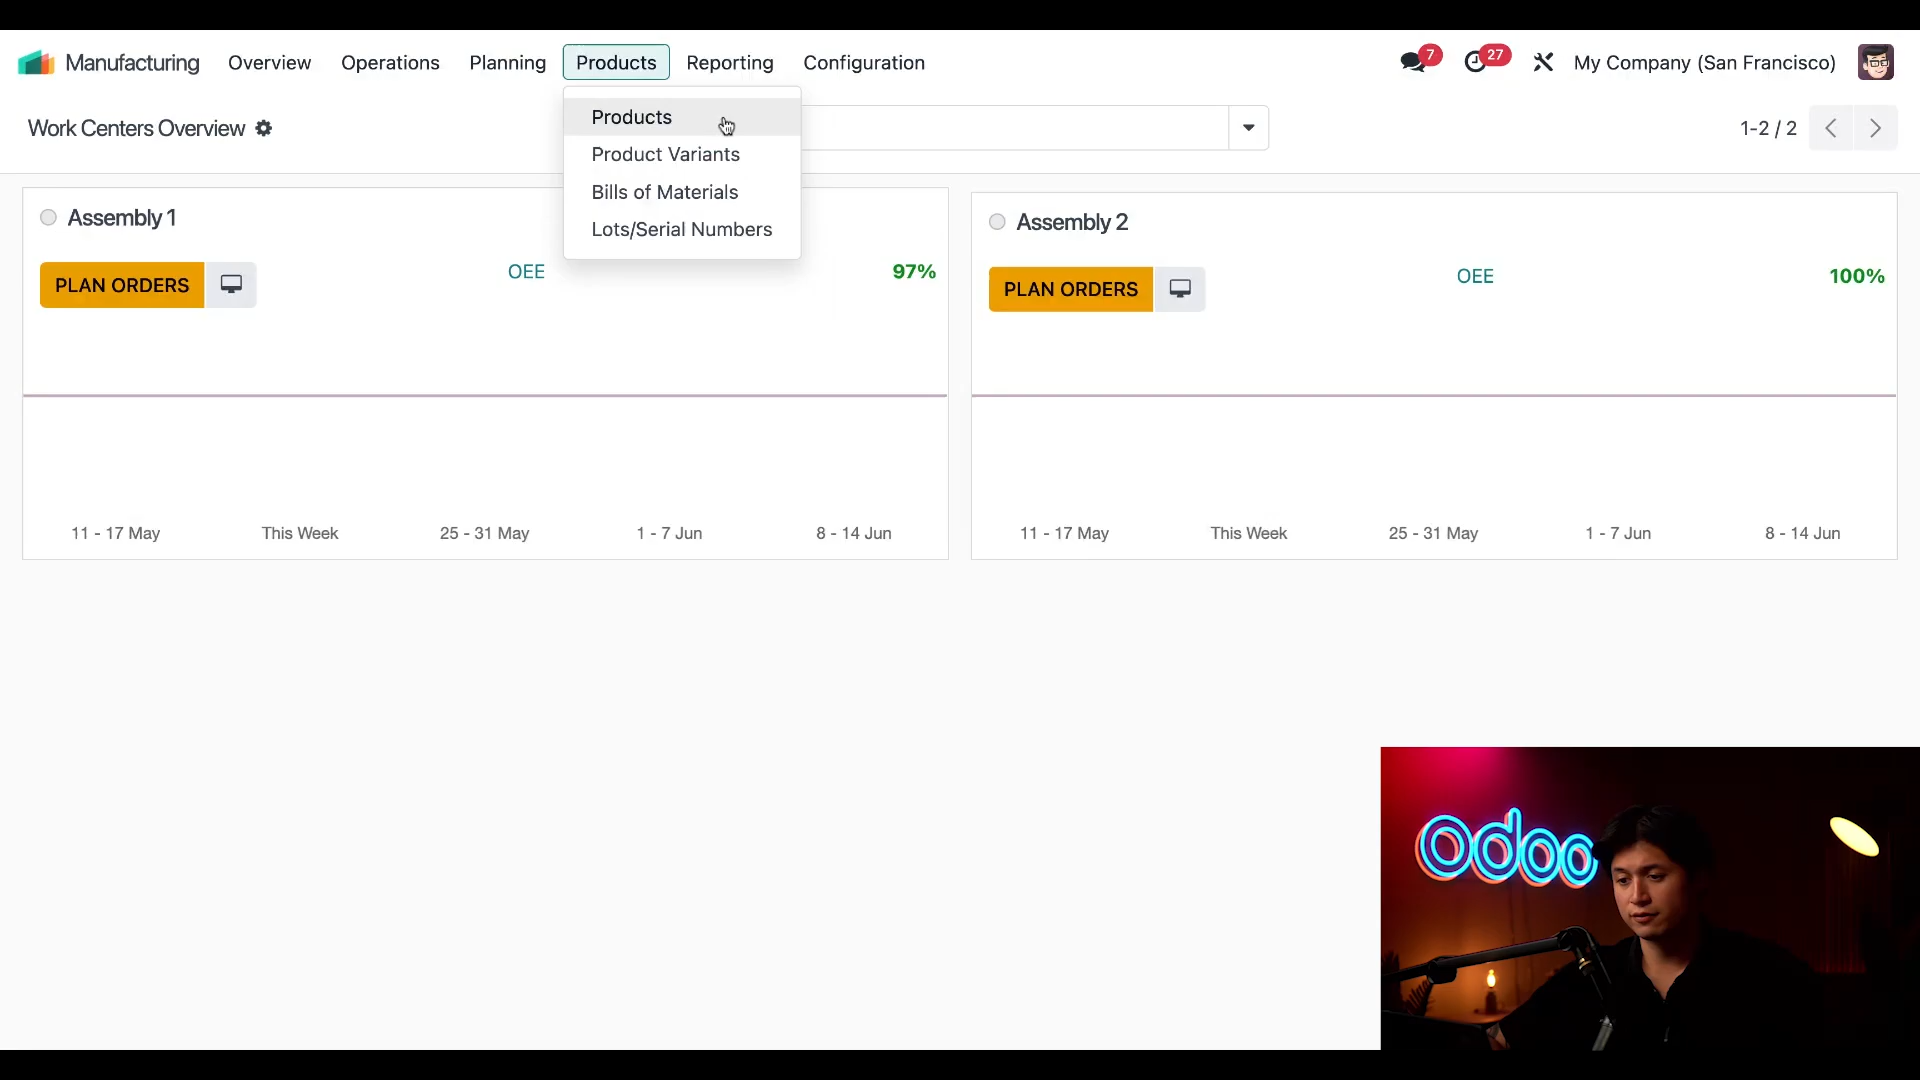 Manufacturing Overview Operations Planning Products Reporting Configuration 7 27 My Company (San Francisco)
Work Centers Overview 1-2 / 2
Products
Product Variants
Bills of Materials
Lots/Serial Numbers
Assembly 1
PLAN ORDERS OEE 97%
11 - 17 May This Week 25 - 31 May 1 - 7 Jun 8 - 14 Jun
Assembly 2
PLAN ORDERS OEE 100%
11 - 17 May This Week 25 - 31 May 1 - 7 Jun 8 - 14 Jun
odoo